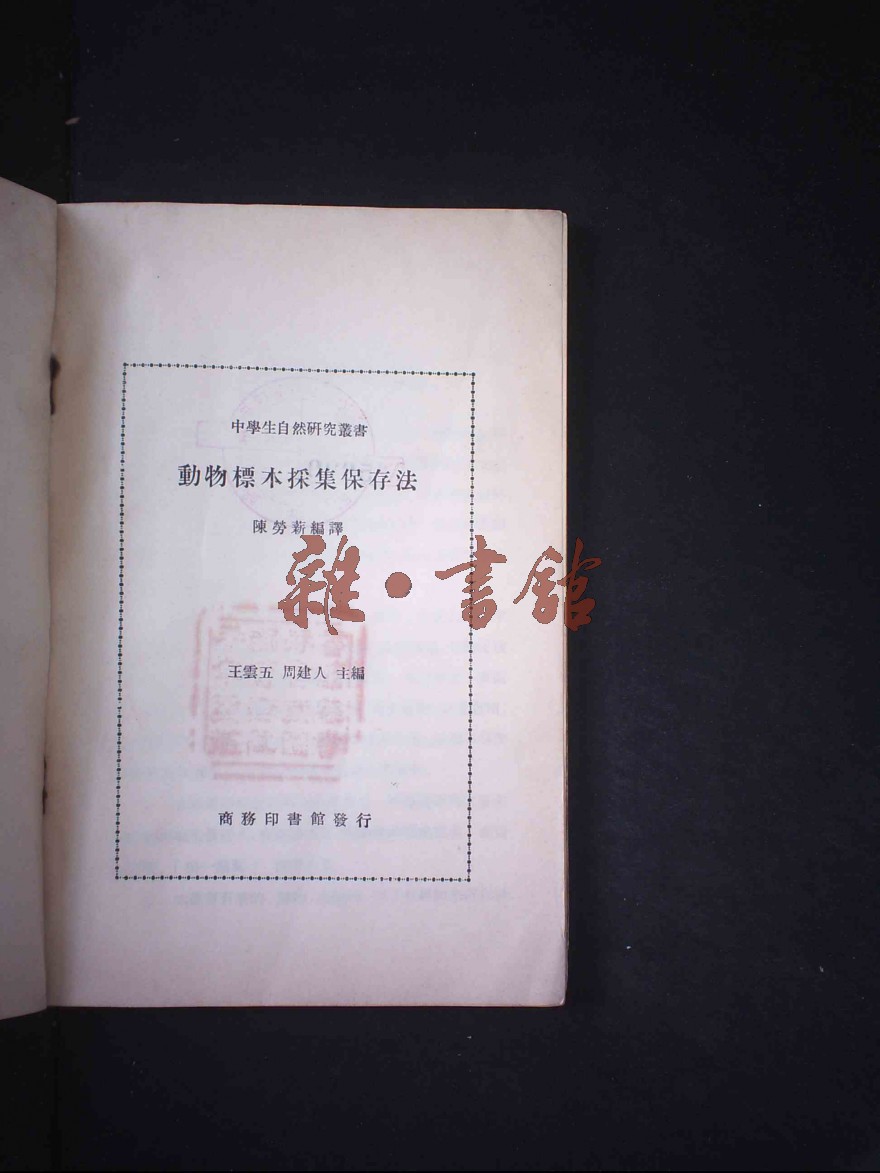 中學生自然研究叢書
動物標本採集保存法
陳勞薪編譯
雜·書館
王雲五 周建人 主編
商務印書館發行